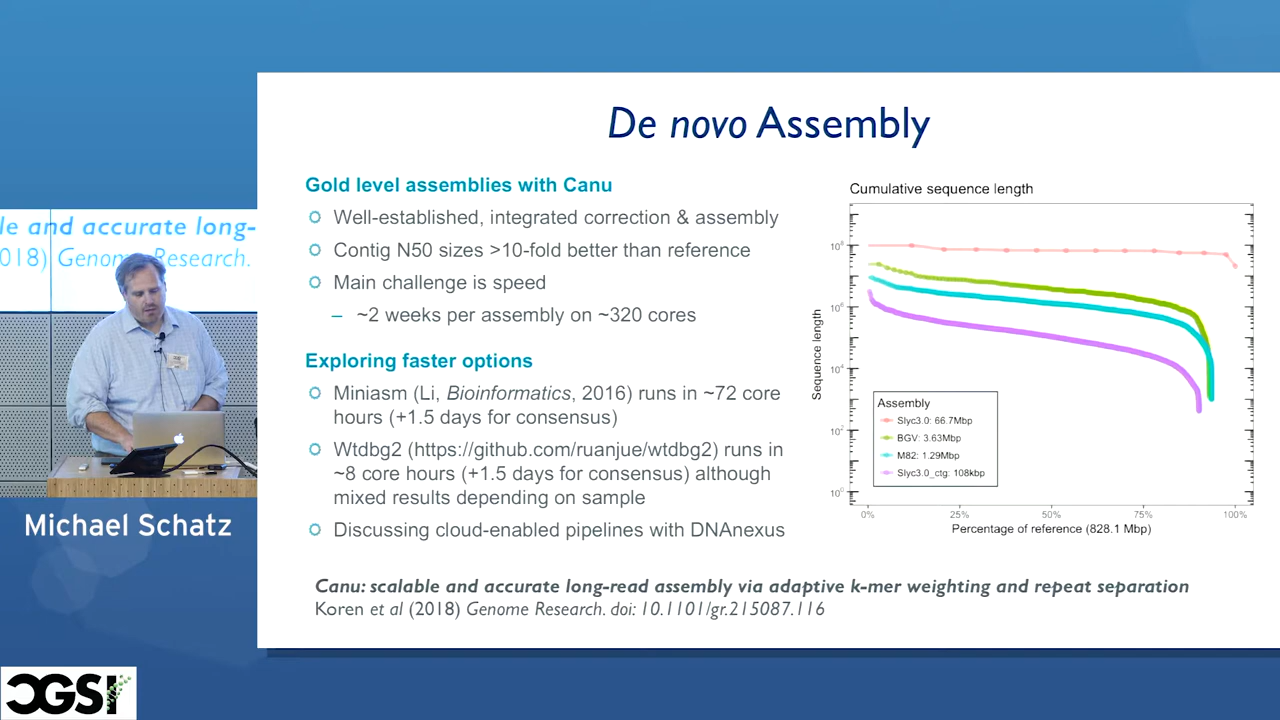 De novo Assembly
Gold level assemblies with Canu
Well-established, integrated correction & assembly
Contig N50 sizes >10-fold better than reference
Main challenge is speed
– ~2 weeks per assembly on ~320 cores
Exploring faster options
Miniasm (Li, Bioinformatics, 2016) runs in ~72 core
hours (+1.5 days for consensus)
Wtdbg2 (https://github.com/ruanjue/wtdbg2) runs in
~8 core hours (+1.5 days for consensus) although
mixed results depending on sample
Discussing cloud-enabled pipelines with DNAnexus
Cumulative sequence length
Sequence length
10⁸
10⁶
10⁴
10²
10⁰
Assembly
Slyc3.0: 66.7Mbp
BGV: 3.63Mbp
M82: 1.29Mbp
Slyc3.0_ctg: 108kbp
0% 25% 50% 75% 100%
Percentage of reference (828.1 Mbp)
Canu: scalable and accurate long-read assembly via adaptive k-mer weighting and repeat separation
Koren et al (2018) Genome Research. doi: 10.1101/gr.215087.116
le and accurate long-
018) Genome Research.
Michael Schatz
CGSI